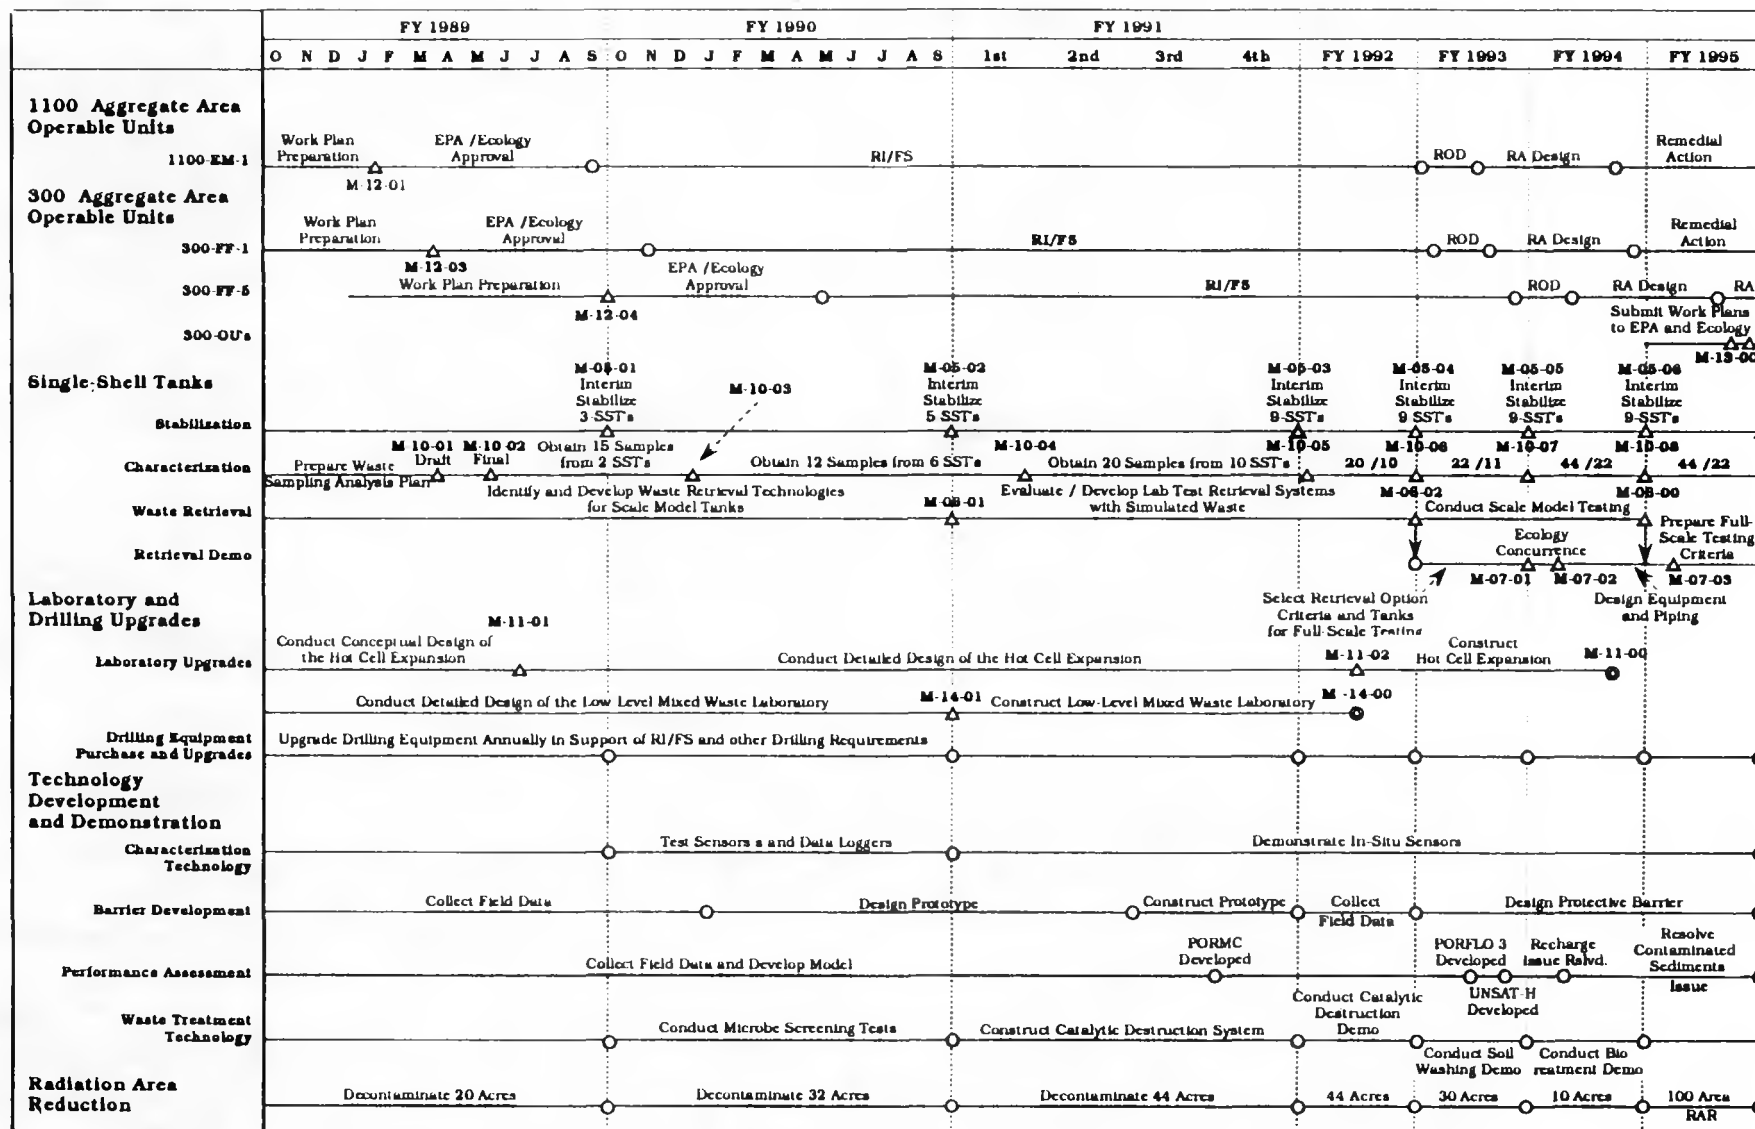 FY 1989 FY 1990 FY 1991
O N D J F M A M J J A S O N D J F M A M J J A S 1st 2nd 3rd 4th FY 1992 FY 1993 FY 1994 FY 1995
1100 Aggregate Area
Operable Units
Work Plan EPA /Ecology Remedial
1100-EM-1 Preparation Approval RI/FS ROD RA Design Action
M-12-01
300 Aggregate Area
Operable Units
Work Plan EPA /Ecology Remedial
300-FF-1 Preparation Approval RI/FS ROD RA Design Action
M-12-03 EPA /Ecology
300-FF-5 Work Plan Preparation Approval RI/FS ROD RA Design RA
M-12-04 Submit Work Plans
300-OU's to EPA and Ecology
M-13-00
Single-Shell Tanks
M-05-01 M-05-02 M-05-03 M-05-04 M-05-05 M-05-06
Interim Interim Interim Interim Interim Interim
Stabilize Stabilize Stabilize Stabilize Stabilize Stabilize
3-SST's 5 SST's 9-SST's 9 SST's 9-SST's 9-SST's
M-10-03
Stabilization
M-10-01 M-10-02 Obtain 15 Samples M-10-04 M-10-05 M-10-06 M-10-07 M-10-08
Characterization Prepare Waste Draft Final from 2 SST's Obtain 12 Samples from 6 SST's Obtain 20 Samples from 10 SST's 20 /10 22 /11 44 /22 44 /22
Sampling Analysis Plan
Identify and Develop Waste Retrieval Technologies Evaluate / Develop Lab Test Retrieval Systems M-06-02 M-06-00
Waste Retrieval for Scale Model Tanks M-06-01 with Simulated Waste Conduct Scale Model Testing
Prepare Full-
Scale Testing
Criteria
Retrieval Demo Ecology
Concurrence
M-07-01 M-07-02 M-07-03
Select Retrieval Option Design Equipment
Criteria and Tanks and Piping
for Full-Scale Testing
Laboratory and
Drilling Upgrades
M-11-01
Conduct Conceptual Design of Construct
Laboratory Upgrades the Hot Cell Expansion Conduct Detailed Design of the Hot Cell Expansion M-11-02 Hot Cell Expansion M-11-00
Conduct Detailed Design of the Low Level Mixed Waste Laboratory M-14-01 Construct Low-Level Mixed Waste Laboratory M -14-00
Drilling Equipment
Purchase and Upgrades Upgrade Drilling Equipment Annually in Support of RI/FS and other Drilling Requirements
Technology
Development
and Demonstration
Characterization Test Sensors s and Data Loggers Demonstrate In-Situ Sensors
Technology
Barrier Development Collect Field Data Design Prototype Construct Prototype Collect Design Protective Barrier
Field Data
PORMC PORFLO 3 Recharge Resolve
Performance Assessment Collect Field Data and Develop Model Developed Developed Issue Rslvd. Contaminated
Sediments
Issue
UNSAT-H
Developed
Waste Treatment Conduct Catalytic
Technology Conduct Microbe Screening Tests Construct Catalytic Destruction System Destruction
Demo
Conduct Soil Conduct Bio
Washing Demo reatment Demo
Radiation Area
Reduction Decontaminate 20 Acres Decontaminate 32 Acres Decontaminate 44 Acres 44 Acres 30 Acres 10 Acres 100 Area
RAR